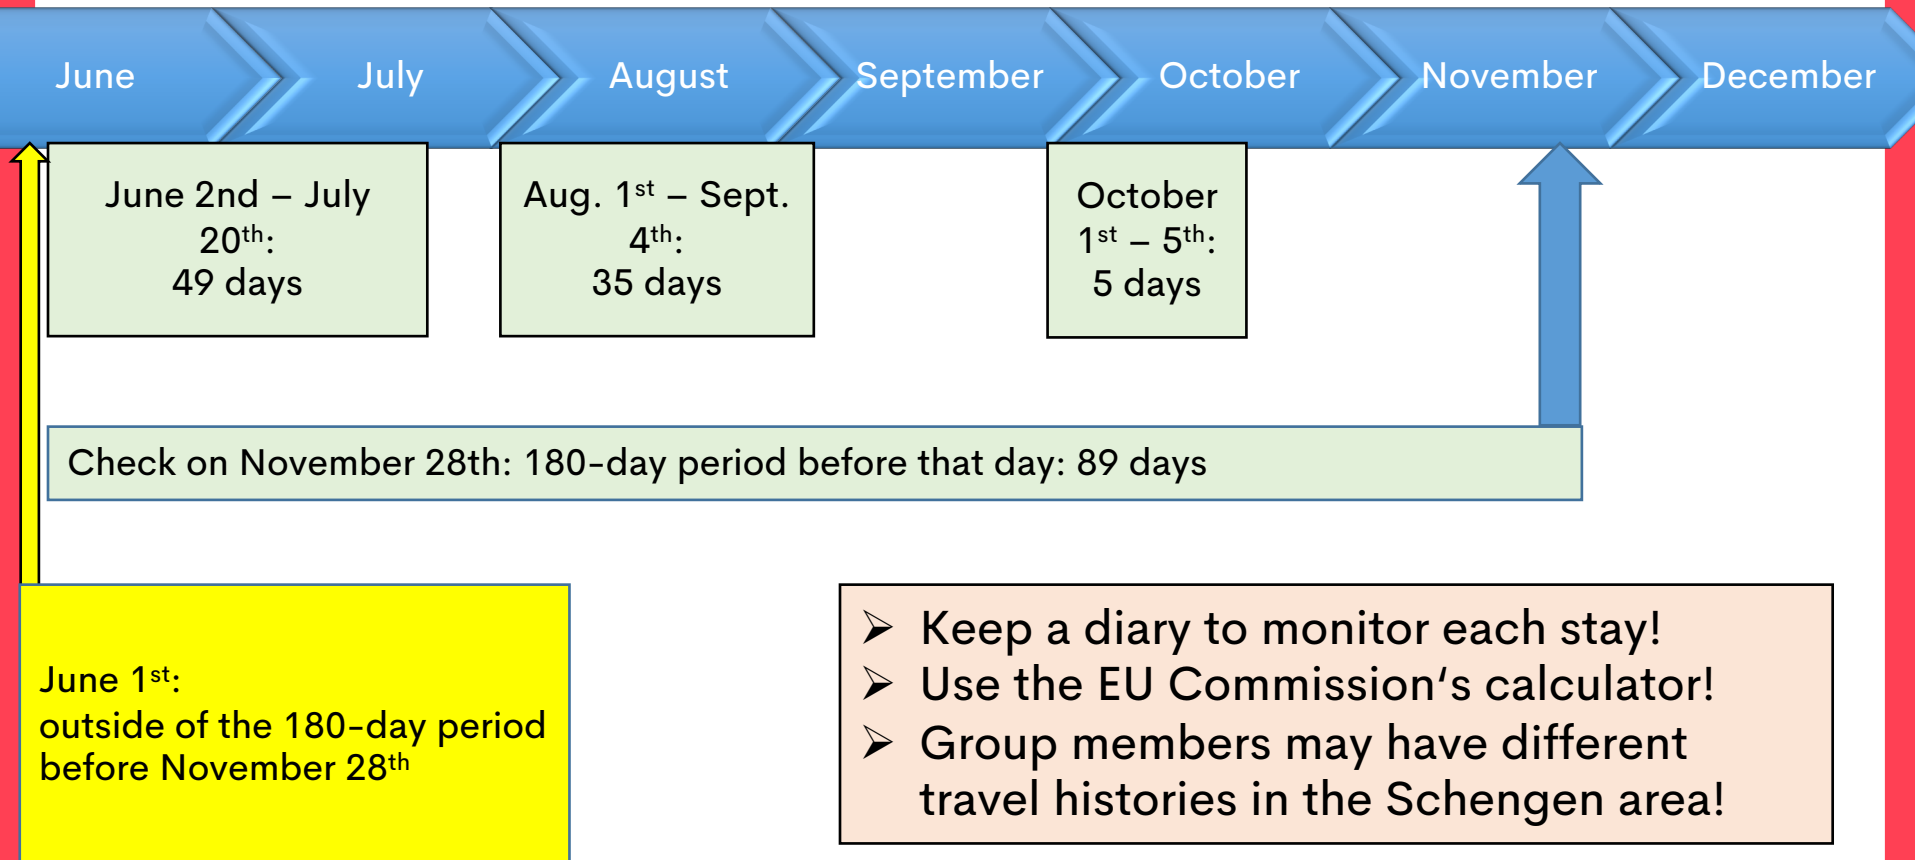 June
July
August
September
October
November
December
June 2nd – July
20th:
49 days
Aug. 1st – Sept.
4th:
35 days
October
1st – 5th:
5 days
Check on November 28th: 180-day period before that day: 89 days
June 1st:
outside of the 180-day period
before November 28th
➢ Keep a diary to monitor each stay!
➢ Use the EU Commission‘s calculator!
➢ Group members may have different
travel histories in the Schengen area!